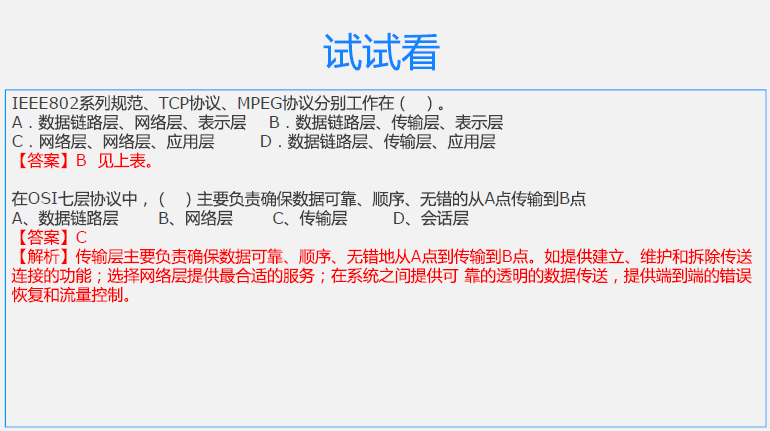 试试看
IEEE802系列规范、TCP协议、MPEG协议分别工作在（　）。
A．数据链路层、网络层、表示层　B．数据链路层、传输层、表示层
C．网络层、网络层、应用层　　D．数据链路层、传输层、应用层
【答案】B  见上表。
在OSI七层协议中，（　）主要负责确保数据可靠、顺序、无错的从A点传输到B点
A、数据链路层　　B、网络层　　C、传输层　　D、会话层
【答案】C
【解析】传输层主要负责确保数据可靠、顺序、无错地从A点到传输到B点。如提供建立、维护和拆除传送
连接的功能；选择网络层提供最合适的服务；在系统之间提供可 靠的透明的数据传送，提供端到端的错误
恢复和流量控制。